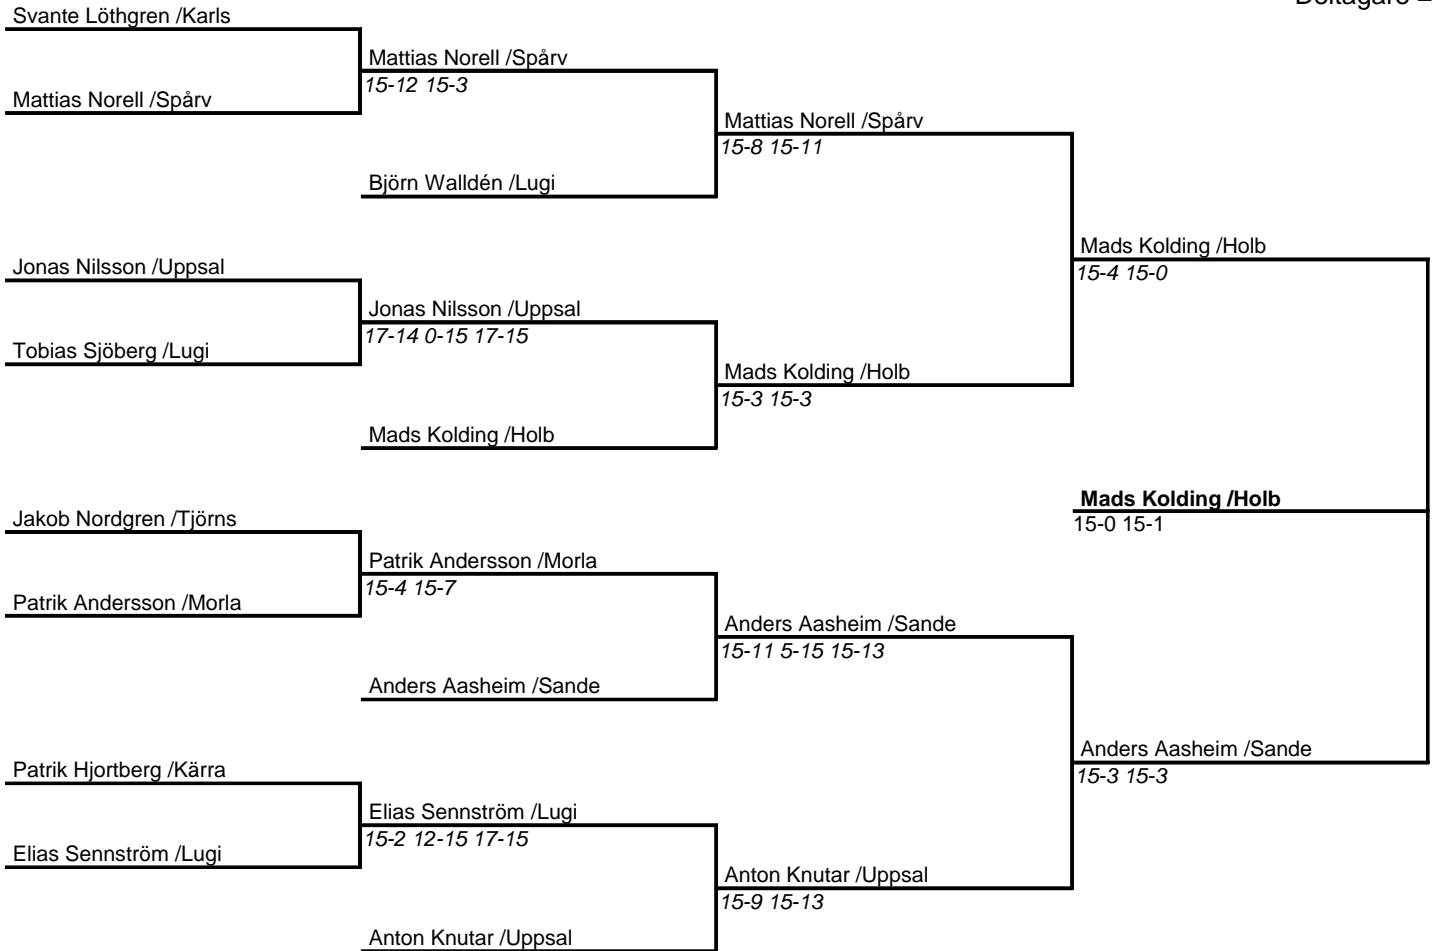 Svante Löthgren /Karls
Mattias Norell /Spårv
15-12 15-3
Mattias Norell /Spårv
Mattias Norell /Spårv
15-8 15-11
Björn Walldén /Lugi
Mads Kolding /Holb
15-4 15-0
Jonas Nilsson /Uppsal
Jonas Nilsson /Uppsal
17-14 0-15 17-15
Tobias Sjöberg /Lugi
Mads Kolding /Holb
15-3 15-3
Mads Kolding /Holb
Mads Kolding /Holb
15-0 15-1
Jakob Nordgren /Tjörns
Patrik Andersson /Morla
15-4 15-7
Patrik Andersson /Morla
Anders Aasheim /Sande
15-11 5-15 15-13
Anders Aasheim /Sande
Anders Aasheim /Sande
15-3 15-3
Patrik Hjortberg /Kärra
Elias Sennström /Lugi
15-2 12-15 17-15
Elias Sennström /Lugi
Anton Knutar /Uppsal
15-9 15-13
Anton Knutar /Uppsal